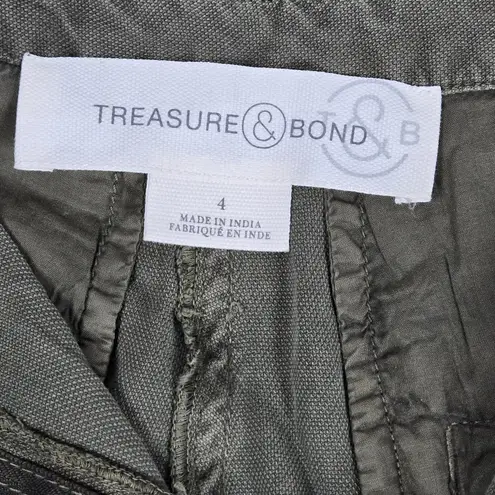 TREASURE & BOND
T & B
4
MADE IN INDIA
FABRIQUÉ EN INDE